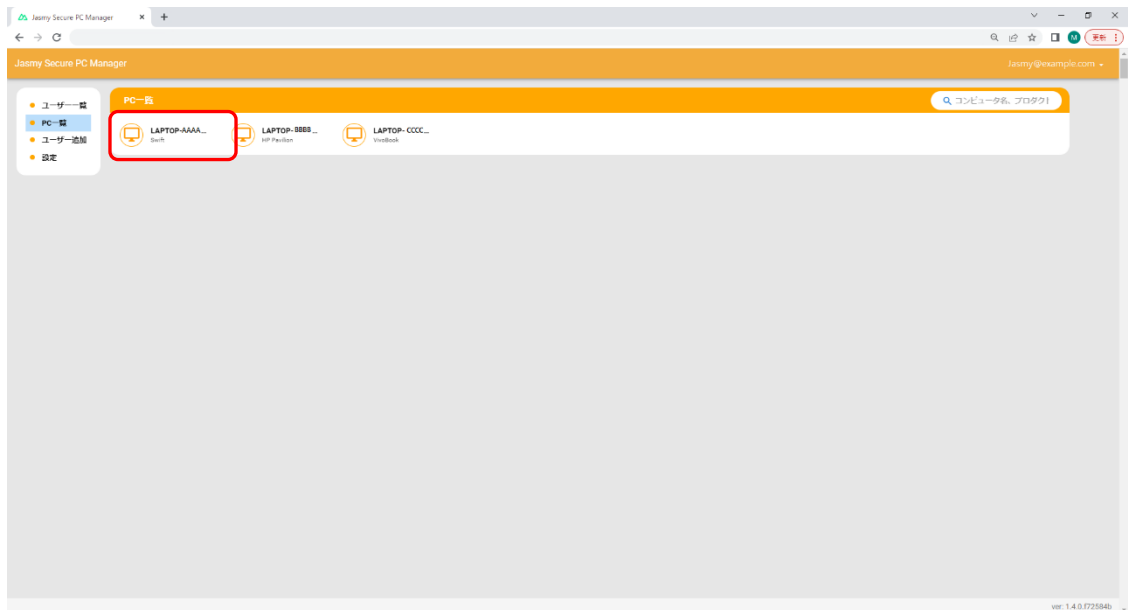 Jasmy Secure PC Manager
更新
Jasmy Secure PC Manager
Jasmy@example.com
ユーザー一覧
PC一覧
ユーザー追加
設定
PC一覧
コンピュータ名、プロダクト
LAPTOP-AAAA...
Swift
LAPTOP-BBBB...
HP Pavilion
LAPTOP-CCCC...
VivoBook
M
ver: 1.4.0.f72584b